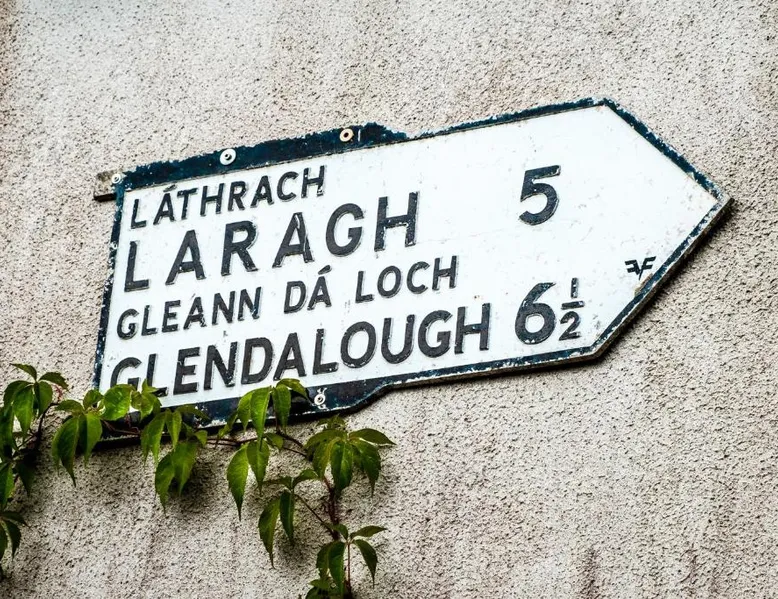 LÁTHRACH
LARAGH 5
GLEANN DÁ LOCH
GLENDALOUGH 6½